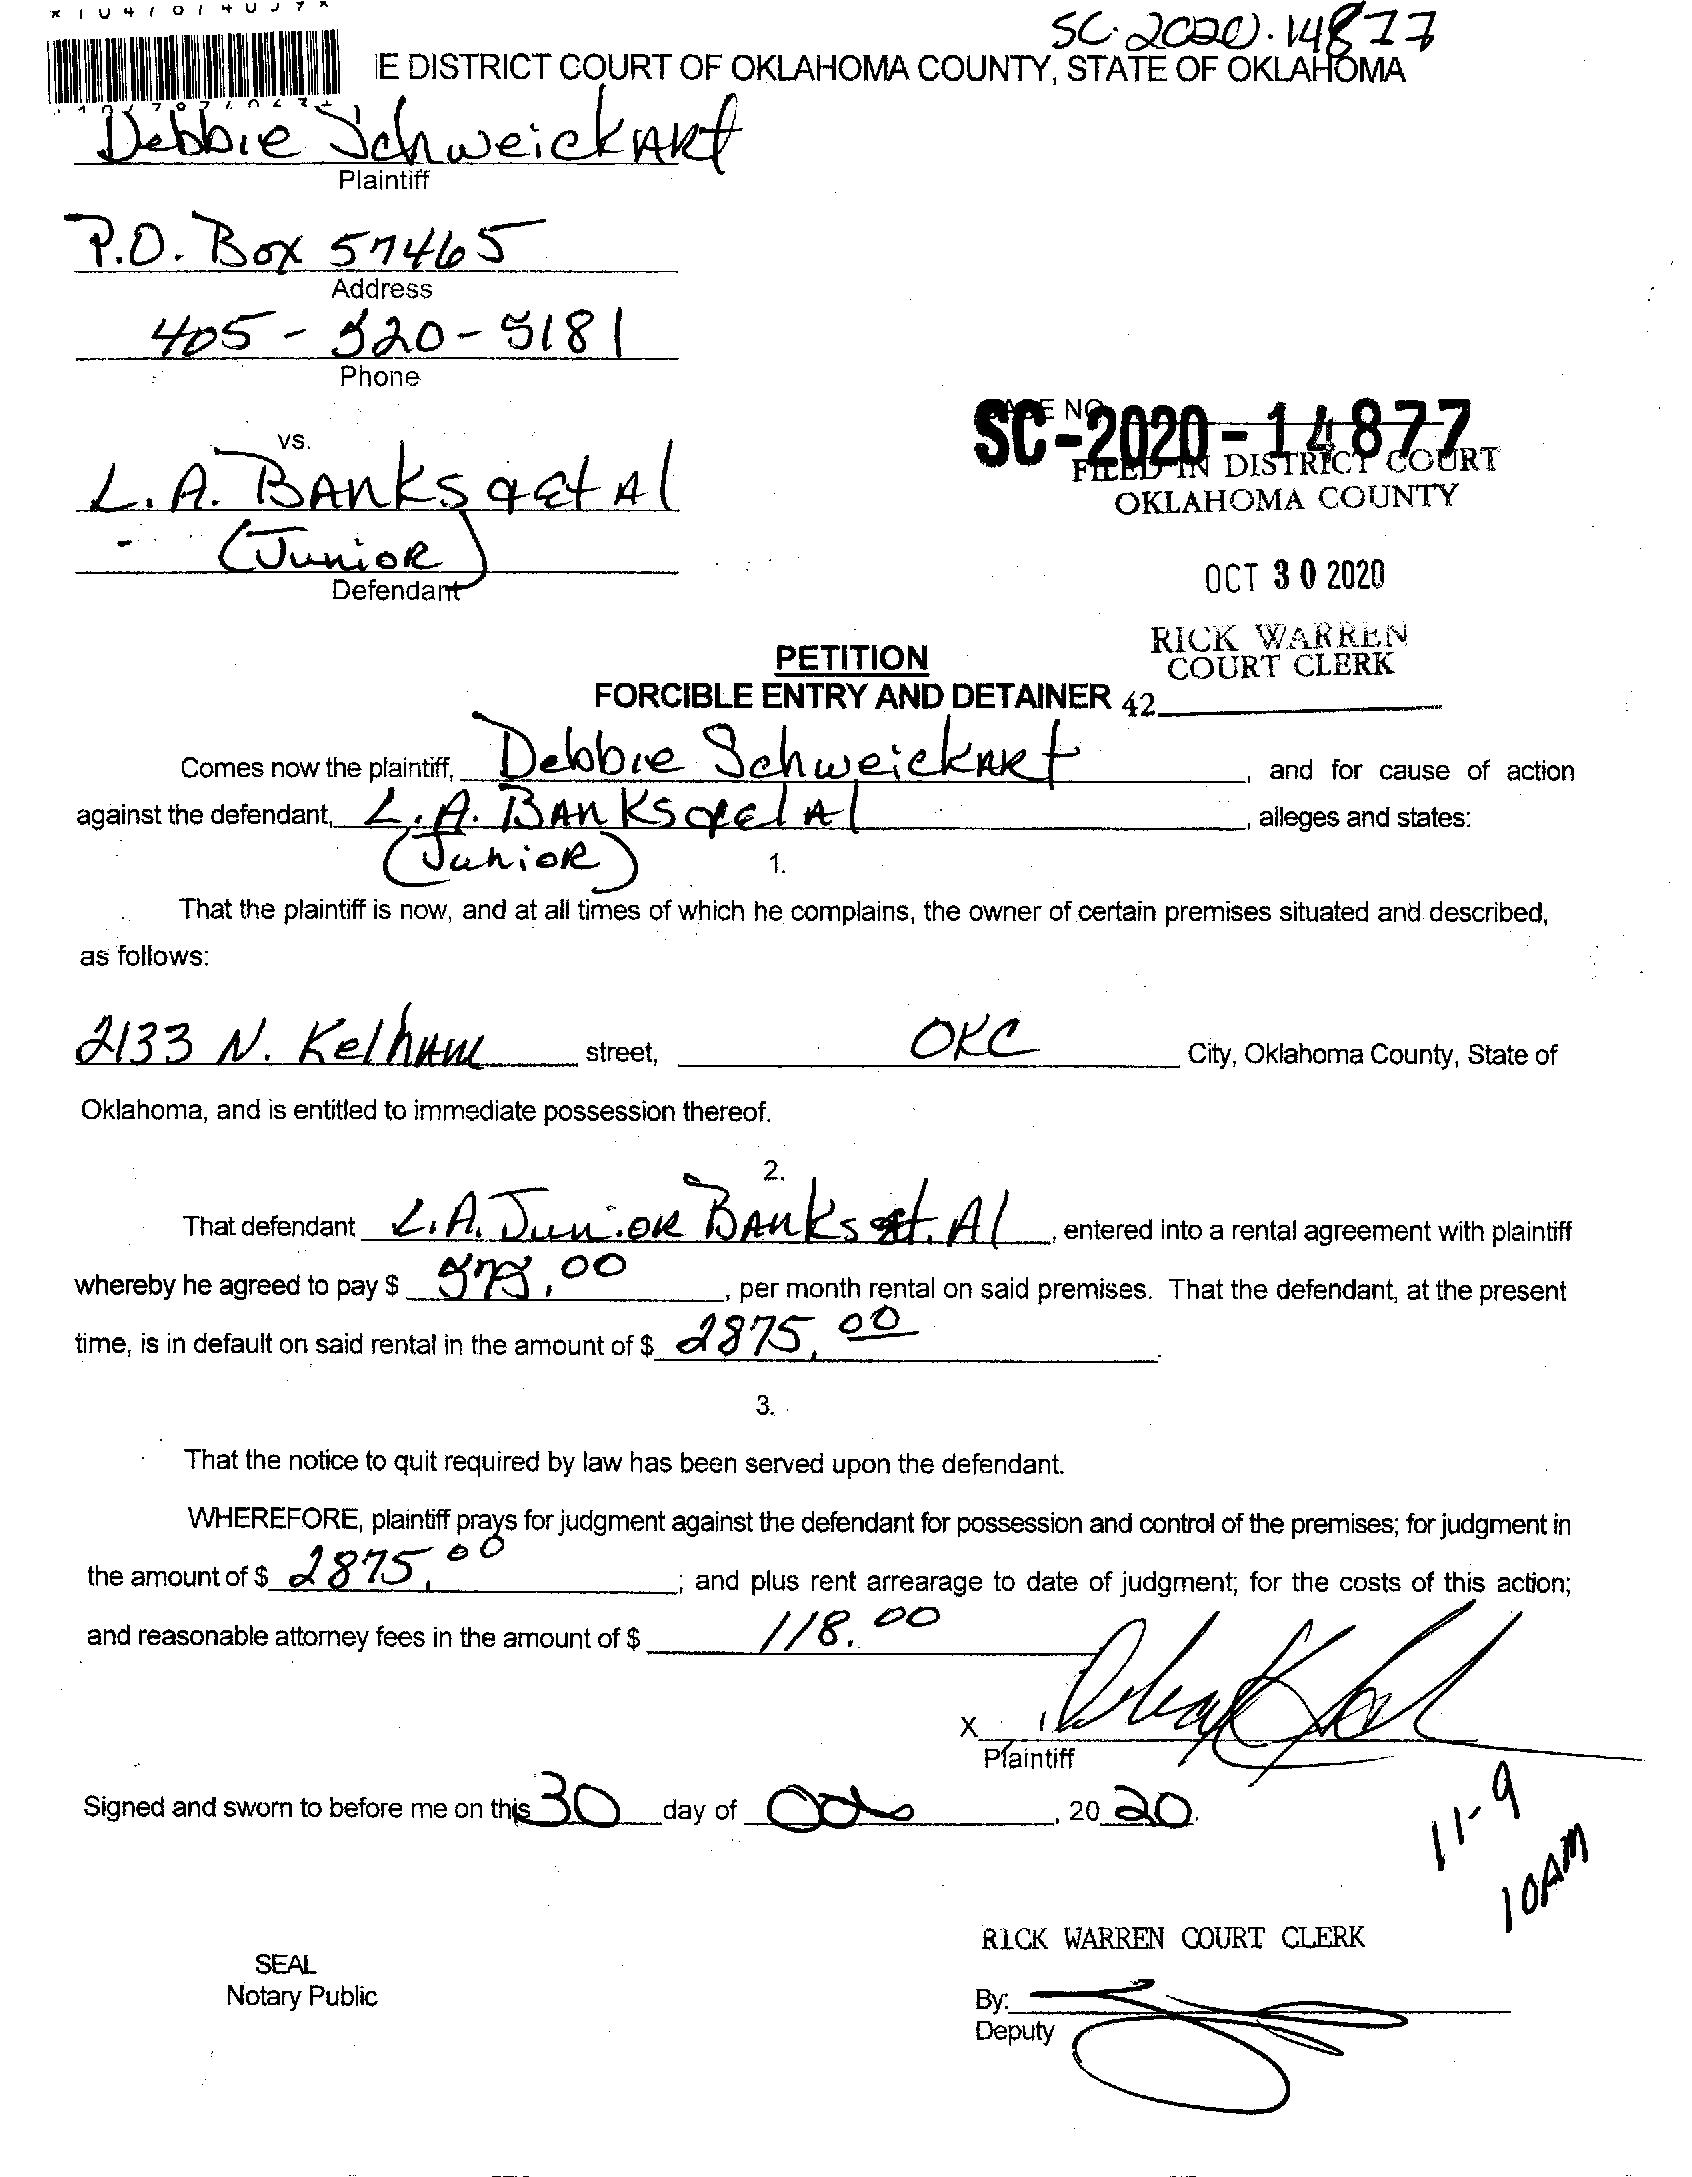 SC-2020-14877
E DISTRICT COURT OF OKLAHOMA COUNTY, STATE OF OKLAHOMA
Debbie Schweickart
Plaintiff
P.O. Box 57465
Address
405-520-5181
Phone
vs.
L.A. Banks et Al
(Junior)
Defendant
CASE NO.
SC-2020-14877
FILED IN DISTRICT COURT
OKLAHOMA COUNTY
OCT 30 2020
RICK WARREN
COURT CLERK
42
PETITION
FORCIBLE ENTRY AND DETAINER
Comes now the plaintiff, Debbie Schweickart, and for cause of action
against the defendant, L.A. Banks et Al, alleges and states:
(Junior)
1.
That the plaintiff is now, and at all times of which he complains, the owner of certain premises situated and described,
as follows:
2133 N. Kelham street, OKC City, Oklahoma County, State of
Oklahoma, and is entitled to immediate possession thereof.
2.
That defendant L.A. Junior Banks et. Al, entered into a rental agreement with plaintiff
whereby he agreed to pay $ 575.00, per month rental on said premises. That the defendant, at the present
time, is in default on said rental in the amount of $ 2875.00.
3.
That the notice to quit required by law has been served upon the defendant.
WHEREFORE, plaintiff prays for judgment against the defendant for possession and control of the premises; for judgment in
the amount of $ 2875.00; and plus rent arrearage to date of judgment; for the costs of this action;
and reasonable attorney fees in the amount of $ 118.00
X
Plaintiff
Signed and sworn to before me on this 30 day of Oct, 2020.
11-9
10AM
RICK WARREN COURT CLERK
SEAL
Notary Public
By:
Deputy